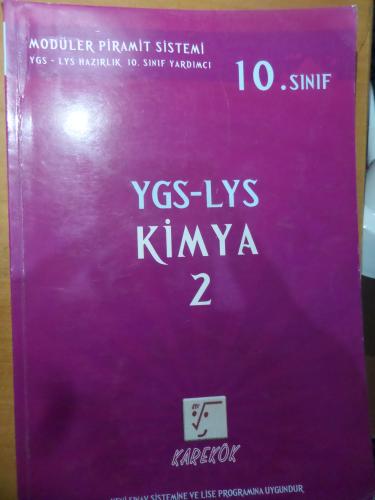 MODÜLER PİRAMİT SİSTEMİ
YGS - LYS HAZIRLIK 10. SINIF YARDIMCI
10.SINIF
YGS-LYS
KİMYA
2
KAREKÖK
SINAV SİSTEMİNE VE LİSE PROGRAMINA UYGUNDUR